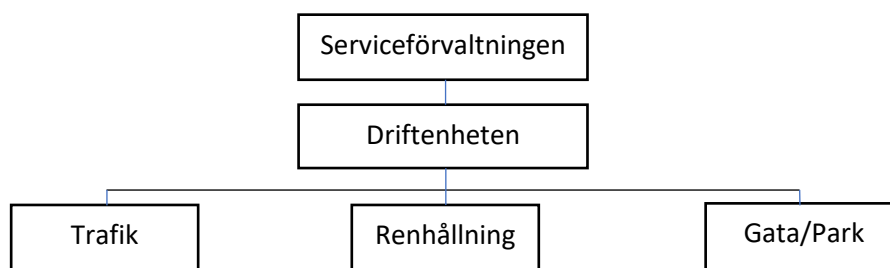 Serviceförvaltningen
Driftenheten
Trafik
Renhållning
Gata/Park